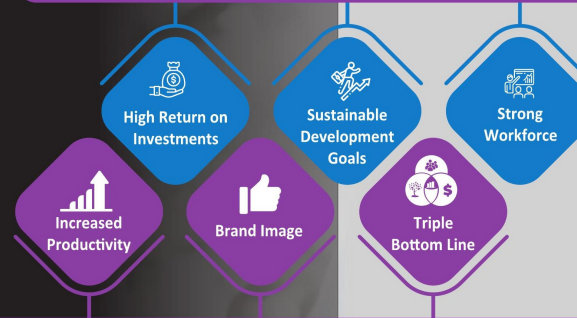 High Return on
Investments
Sustainable
Development
Goals
Strong
Workforce
Increased
Productivity
Brand Image
Triple
Bottom Line